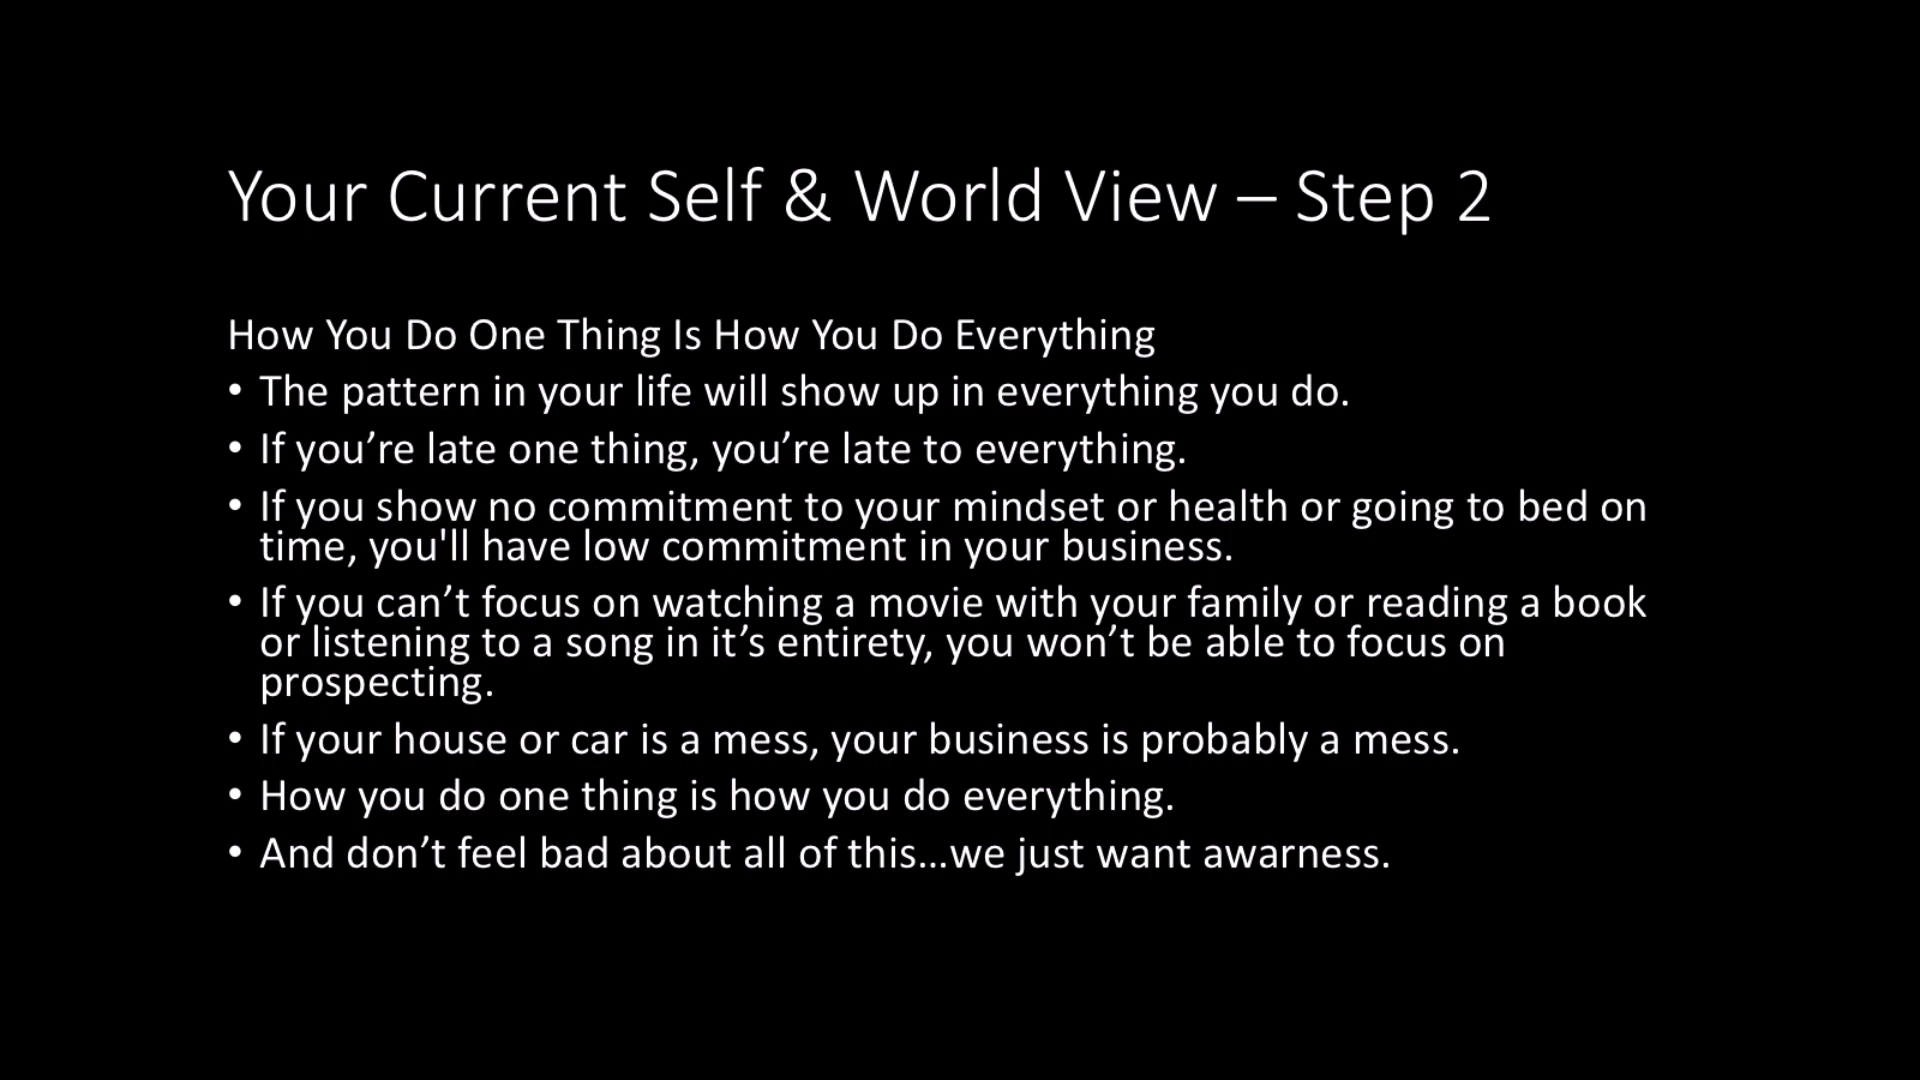 Your Current Self & World View – Step 2
How You Do One Thing Is How You Do Everything
• The pattern in your life will show up in everything you do.
• If you’re late one thing, you’re late to everything.
• If you show no commitment to your mindset or health or going to bed on
time, you'll have low commitment in your business.
• If you can’t focus on watching a movie with your family or reading a book
or listening to a song in it’s entirety, you won’t be able to focus on
prospecting.
• If your house or car is a mess, your business is probably a mess.
• How you do one thing is how you do everything.
• And don’t feel bad about all of this…we just want awarness.